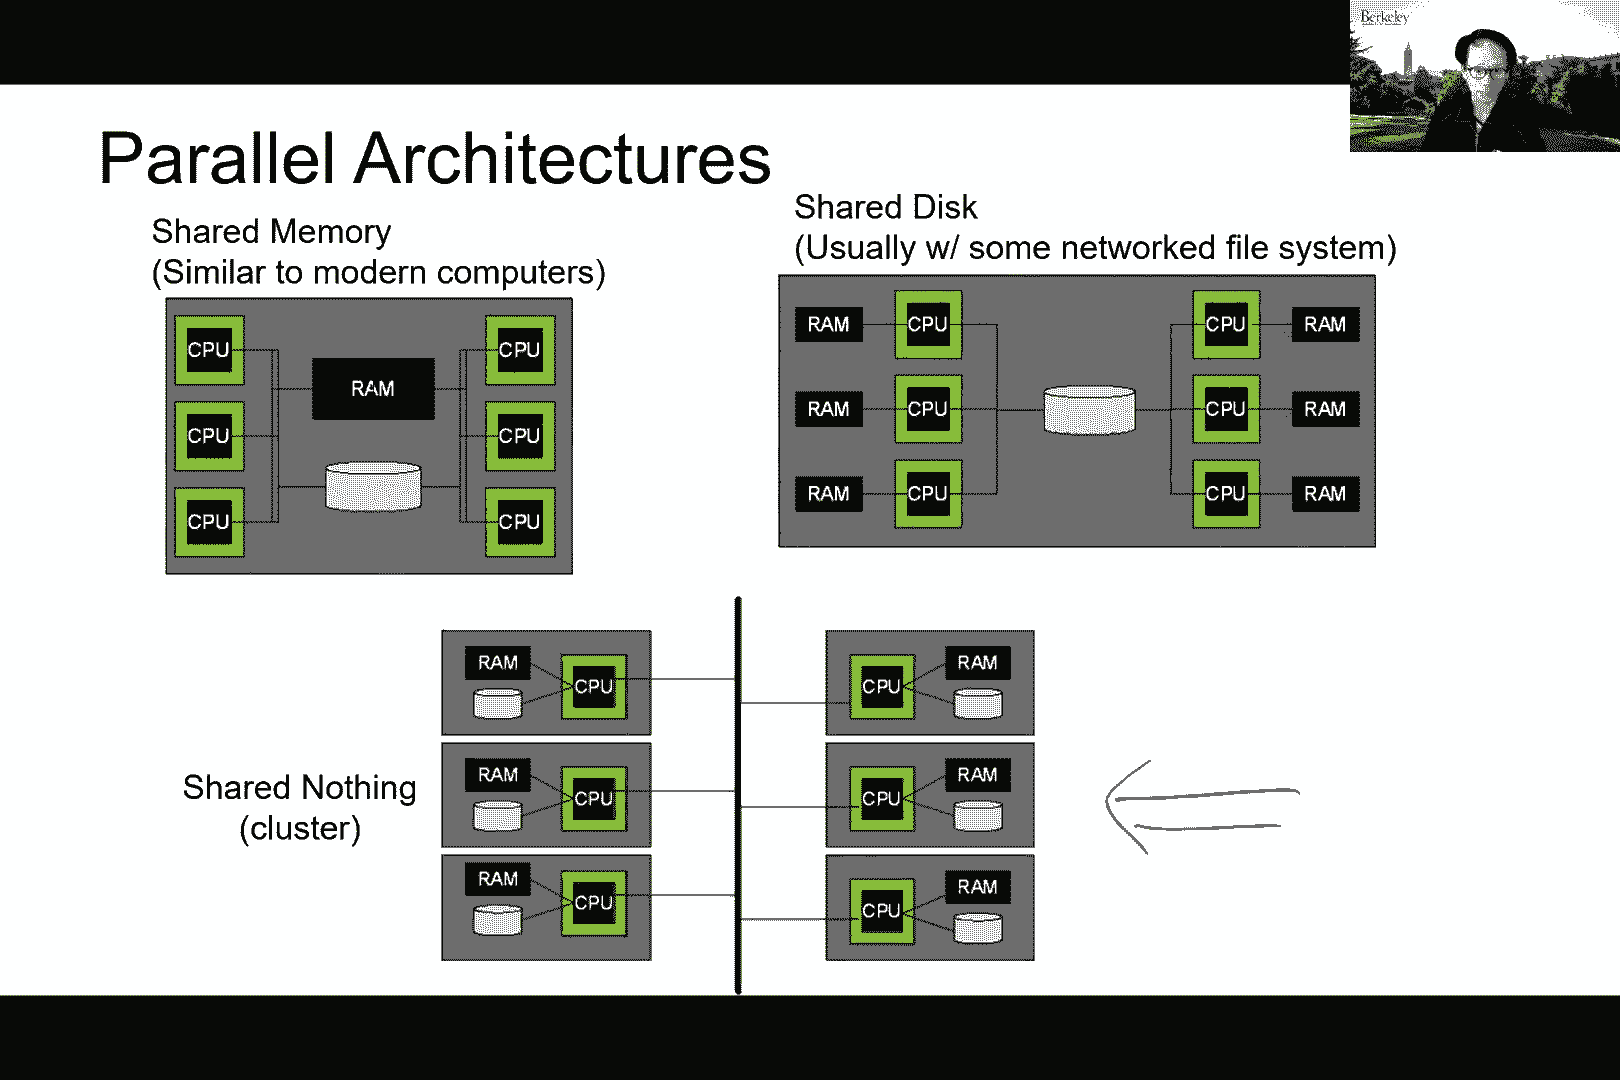 Berkeley
Parallel Architectures
Shared Memory
(Similar to modern computers)
CPU
CPU
CPU
RAM
CPU
CPU
CPU
Shared Disk
(Usually w/ some networked file system)
RAM CPU CPU RAM
RAM CPU CPU RAM
RAM CPU CPU RAM
Shared Nothing
(cluster)
RAM
CPU
RAM
CPU
RAM
CPU
CPU
RAM
CPU
RAM
CPU
RAM